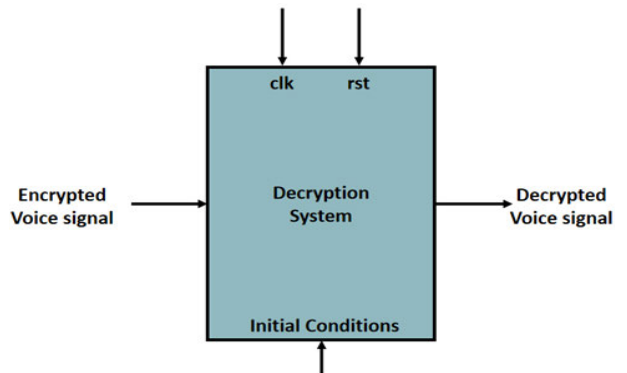 clk rst
Encrypted
Voice signal
Decryption
System
Decrypted
Voice signal
Initial Conditions